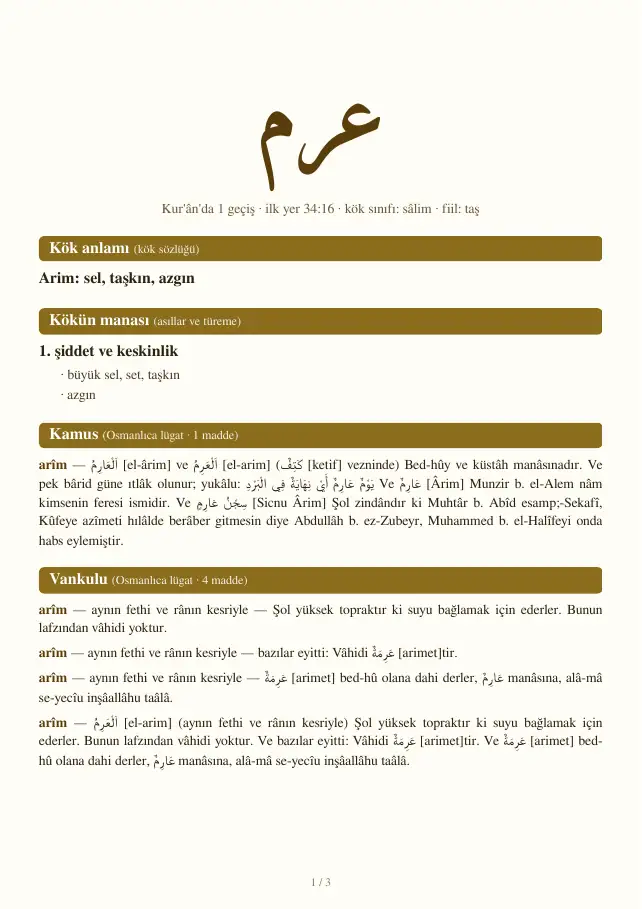 عرم
Kur'ân'da 1 geçiş · ilk yer 34:16 · kök sınıfı: sâlim · fiil: taş
Kök anlamı (kök sözlüğü)
Arim: sel, taşkın, azgın
Kökün manası (asıllar ve türeme)
1. şiddet ve keskinlik
· büyük sel, set, taşkın
· azgın
Kamus (Osmanlıca lügat · 1 madde)
arîm — اَلْعَارِمُ [el-ârim] ve اَلْعَرِمُ [el-arim] (كَتِفٌ [ketif] vezninde) Bed-hûy ve küstâh manâsınadır. Ve
pek bârid güne ıtlâk olunur; yukâlu: يَوْمٌ عَارِمٌ أَيْ نِهَايَةٌ فِي الْبَرْدِ Ve عَارِمٌ [Ârim] Munzir b. el-Alem nâm
kimsenin feresi ismidir. Ve سِجْنُ عَارِمٍ [Sicnu Ârim] Şol zindândır ki Muhtâr b. Abîd esamp;-Sekafî,
Kûfeye azîmeti hılâlde berâber gitmesin diye Abdullâh b. ez-Zubeyr, Muhammed b. el-Halîfeyi onda
habs eylemiştir.
Vankulu (Osmanlıca lügat · 4 madde)
arîm — aynın fethi ve rânın kesriyle — Şol yüksek topraktır ki suyu bağlamak için ederler. Bunun
lafzından vâhidi yoktur.
arîm — aynın fethi ve rânın kesriyle — bazılar eyitti: Vâhidi عَرِمَةٌ [arimet]tir.
arîm — aynın fethi ve rânın kesriyle — عَرِمَةٌ [arimet] bed-hû olana dahi derler, عَارِمٌ manâsına, alâ-mâ
se-yecîu inşâallâhu taâlâ.
arîm — اَلْعَرِمُ [el-arim] (aynın fethi ve rânın kesriyle) Şol yüksek topraktır ki suyu bağlamak için
ederler. Bunun lafzından vâhidi yoktur. Ve bazılar eyitti: Vâhidi عَرِمَةٌ [arimet]tir. Ve عَرِمَةٌ [arimet] bed-
hû olana dahi derler, عَارِمٌ manâsına, alâ-mâ se-yecîu inşâallâhu taâlâ.
1 / 3